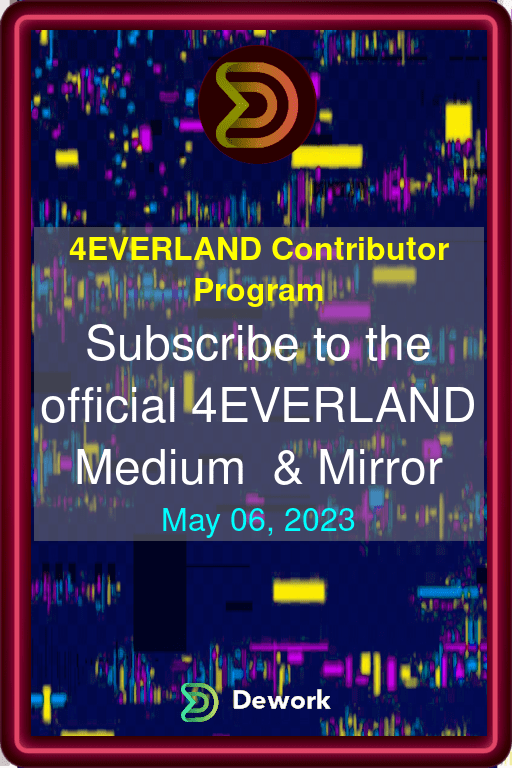 4EVERLAND Contributor
Program
Subscribe to the
official 4EVERLAND
Medium  & Mirror
May 06, 2023
Dework